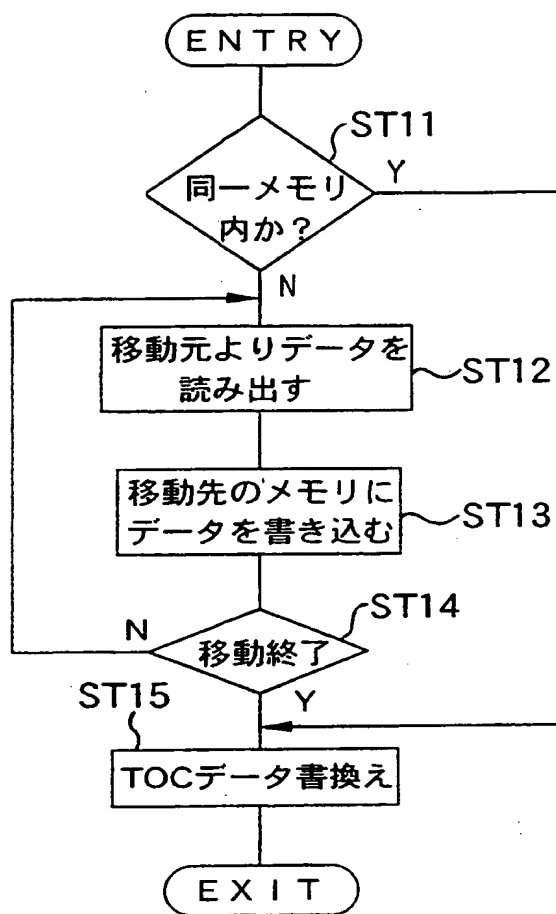 ENTRY
ST11
同一メモリ
内か？
Y
N
移動元よりデータを
読み出す
ST12
移動先のメモリに
データを書き込む
ST13
ST14
N
移動終了
Y
ST15
TOCデータ書換え
EXIT